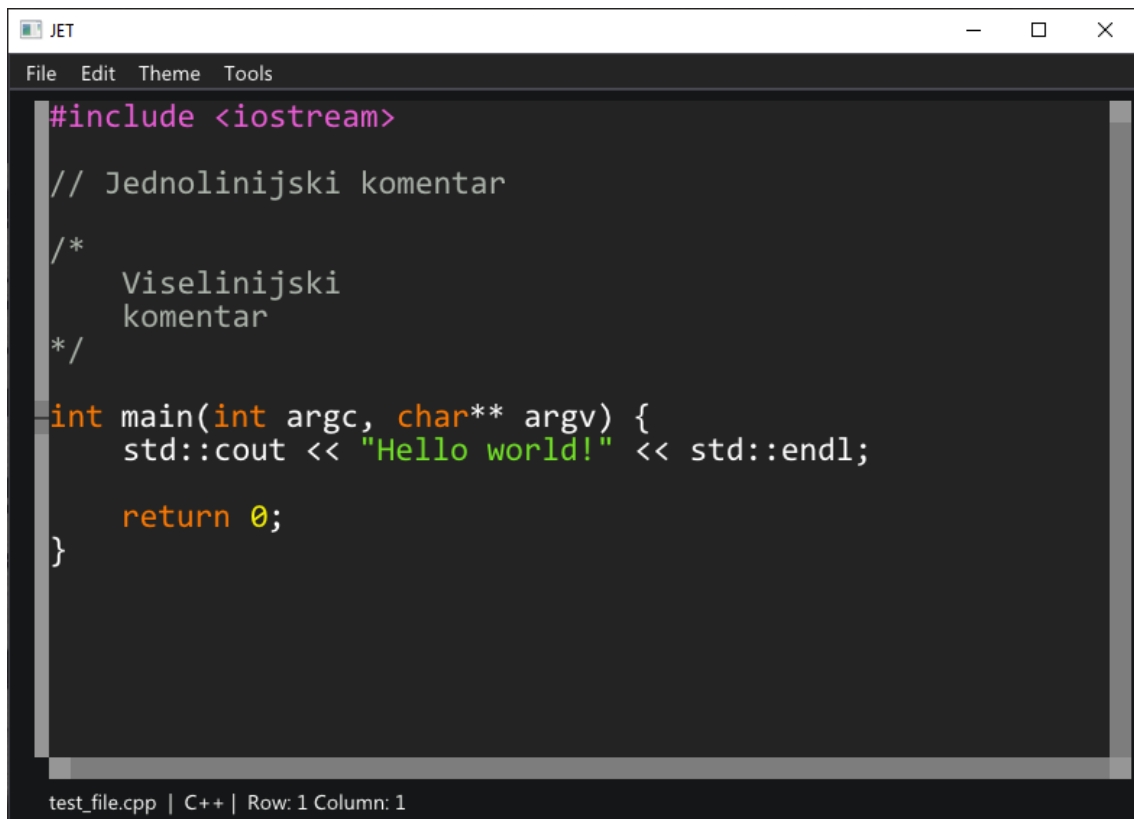 JET
File Edit Theme Tools
#include <iostream>
// Jednolinijski komentar
/*
Viselinijski
komentar
*/
int main(int argc, char** argv) {
std::cout << "Hello world!" << std::endl;
return 0;
}
test_file.cpp | C++ | Row: 1 Column: 1